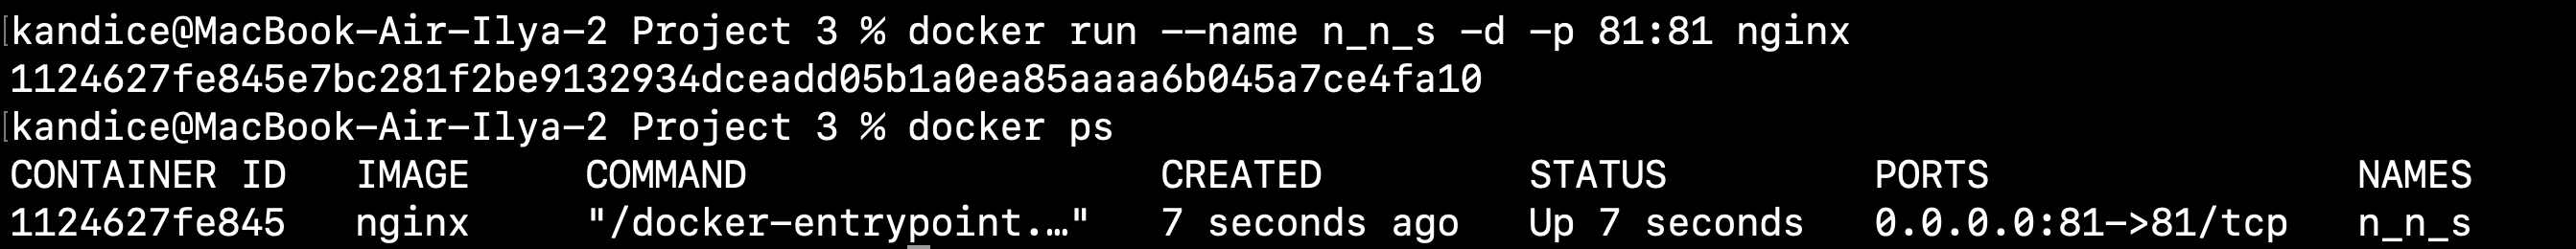 [kandice@MacBook-Air-Ilya-2 Project 3 % docker run --name n_n_s -d -p 81:81 nginx
1124627fe845e7bc281f2be9132934dceadd05b1a0ea85aaaa6b045a7ce4fa10
[kandice@MacBook-Air-Ilya-2 Project 3 % docker ps
CONTAINER ID   IMAGE     COMMAND                  CREATED         STATUS         PORTS                NAMES
1124627fe845   nginx     "/docker-entrypoint.…"   7 seconds ago   Up 7 seconds   0.0.0.0:81->81/tcp   n_n_s